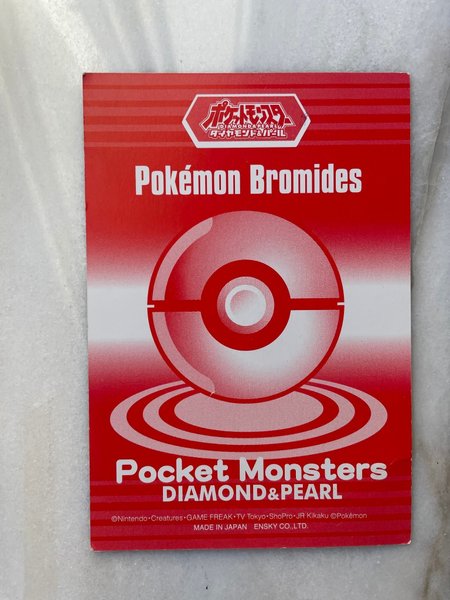 ポケットモンスター
DIAMOND&PEARL
ダイヤモンド&パール
Pokémon Bromides
Pocket Monsters
DIAMOND&PEARL
©Nintendo・Creatures・GAME FREAK・TV Tokyo・ShoPro・JR Kikaku ©Pokémon
MADE IN JAPAN ENSKY CO.,LTD.